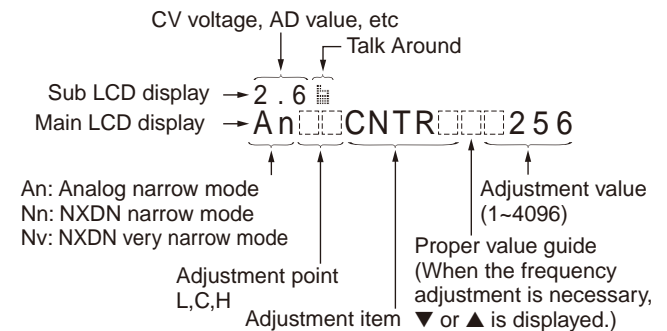 CV voltage, AD value, etc
Talk Around
Sub LCD display
2.6
Main LCD display
An CNTR 256
An: Analog narrow mode
Nn: NXDN narrow mode
Nv: NXDN very narrow mode
Adjustment value
(1~4096)
Proper value guide
(When the frequency
adjustment is necessary,
▼ or ▲ is displayed.)
Adjustment point
L,C,H
Adjustment item